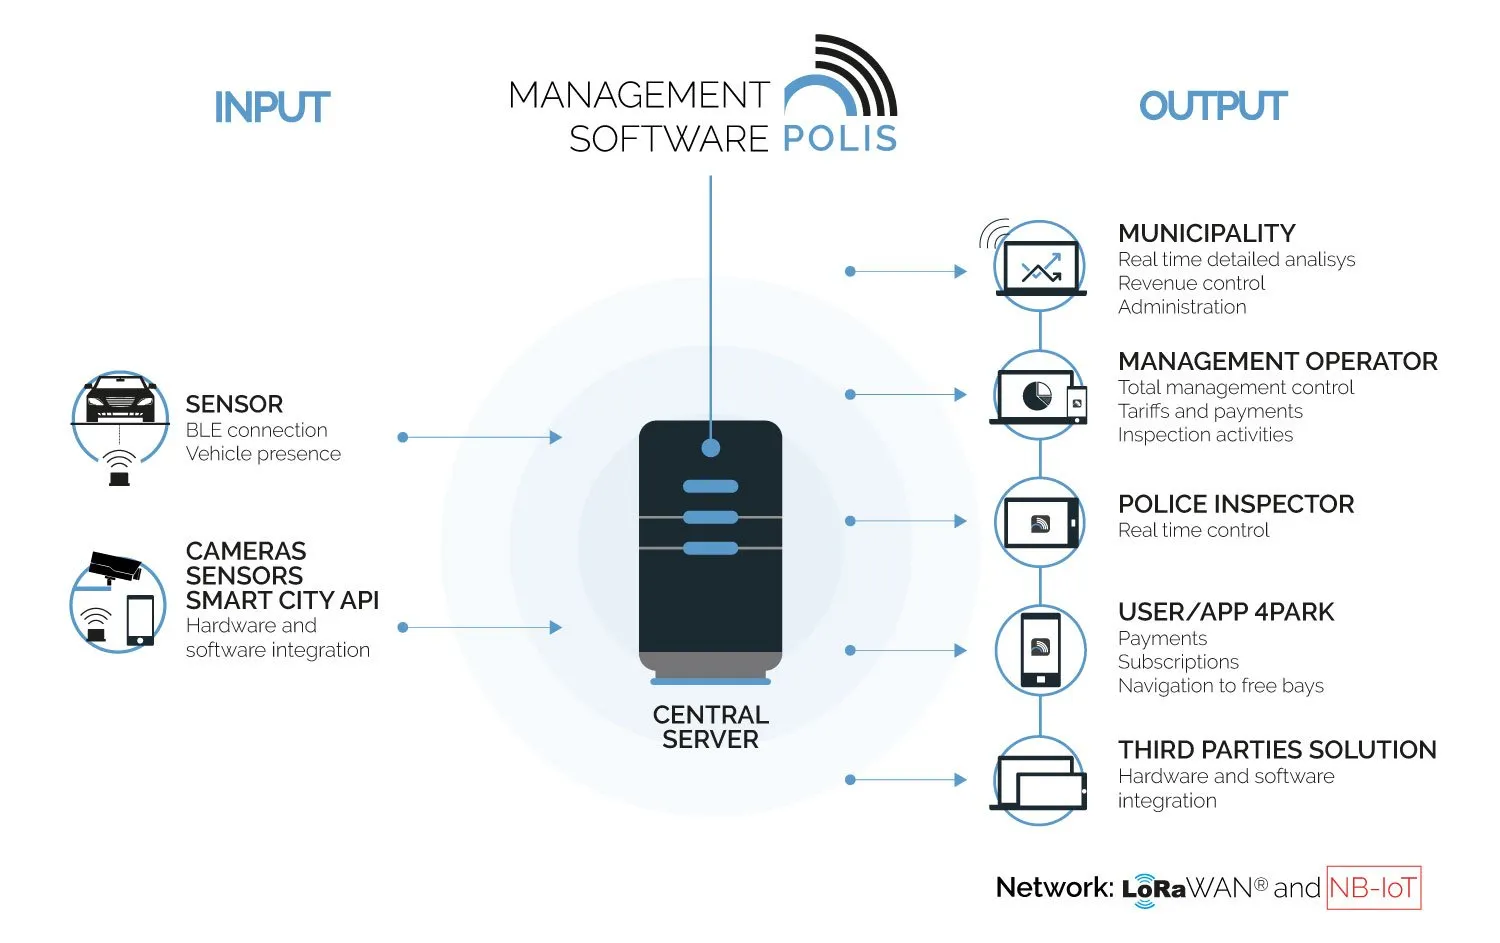 INPUT
MANAGEMENT
SOFTWARE POLIS
OUTPUT
SENSOR
BLE connection
Vehicle presence
CAMERAS
SENSORS
SMART CITY API
Hardware and
software integration
CENTRAL
SERVER
MUNICIPALITY
Real time detailed analisys
Revenue control
Administration
MANAGEMENT OPERATOR
Total management control
Tariffs and payments
Inspection activities
POLICE INSPECTOR
Real time control
USER/APP 4PARK
Payments
Subscriptions
Navigation to free bays
THIRD PARTIES SOLUTION
Hardware and software
integration
Network: LoRaWAN® and NB-IoT